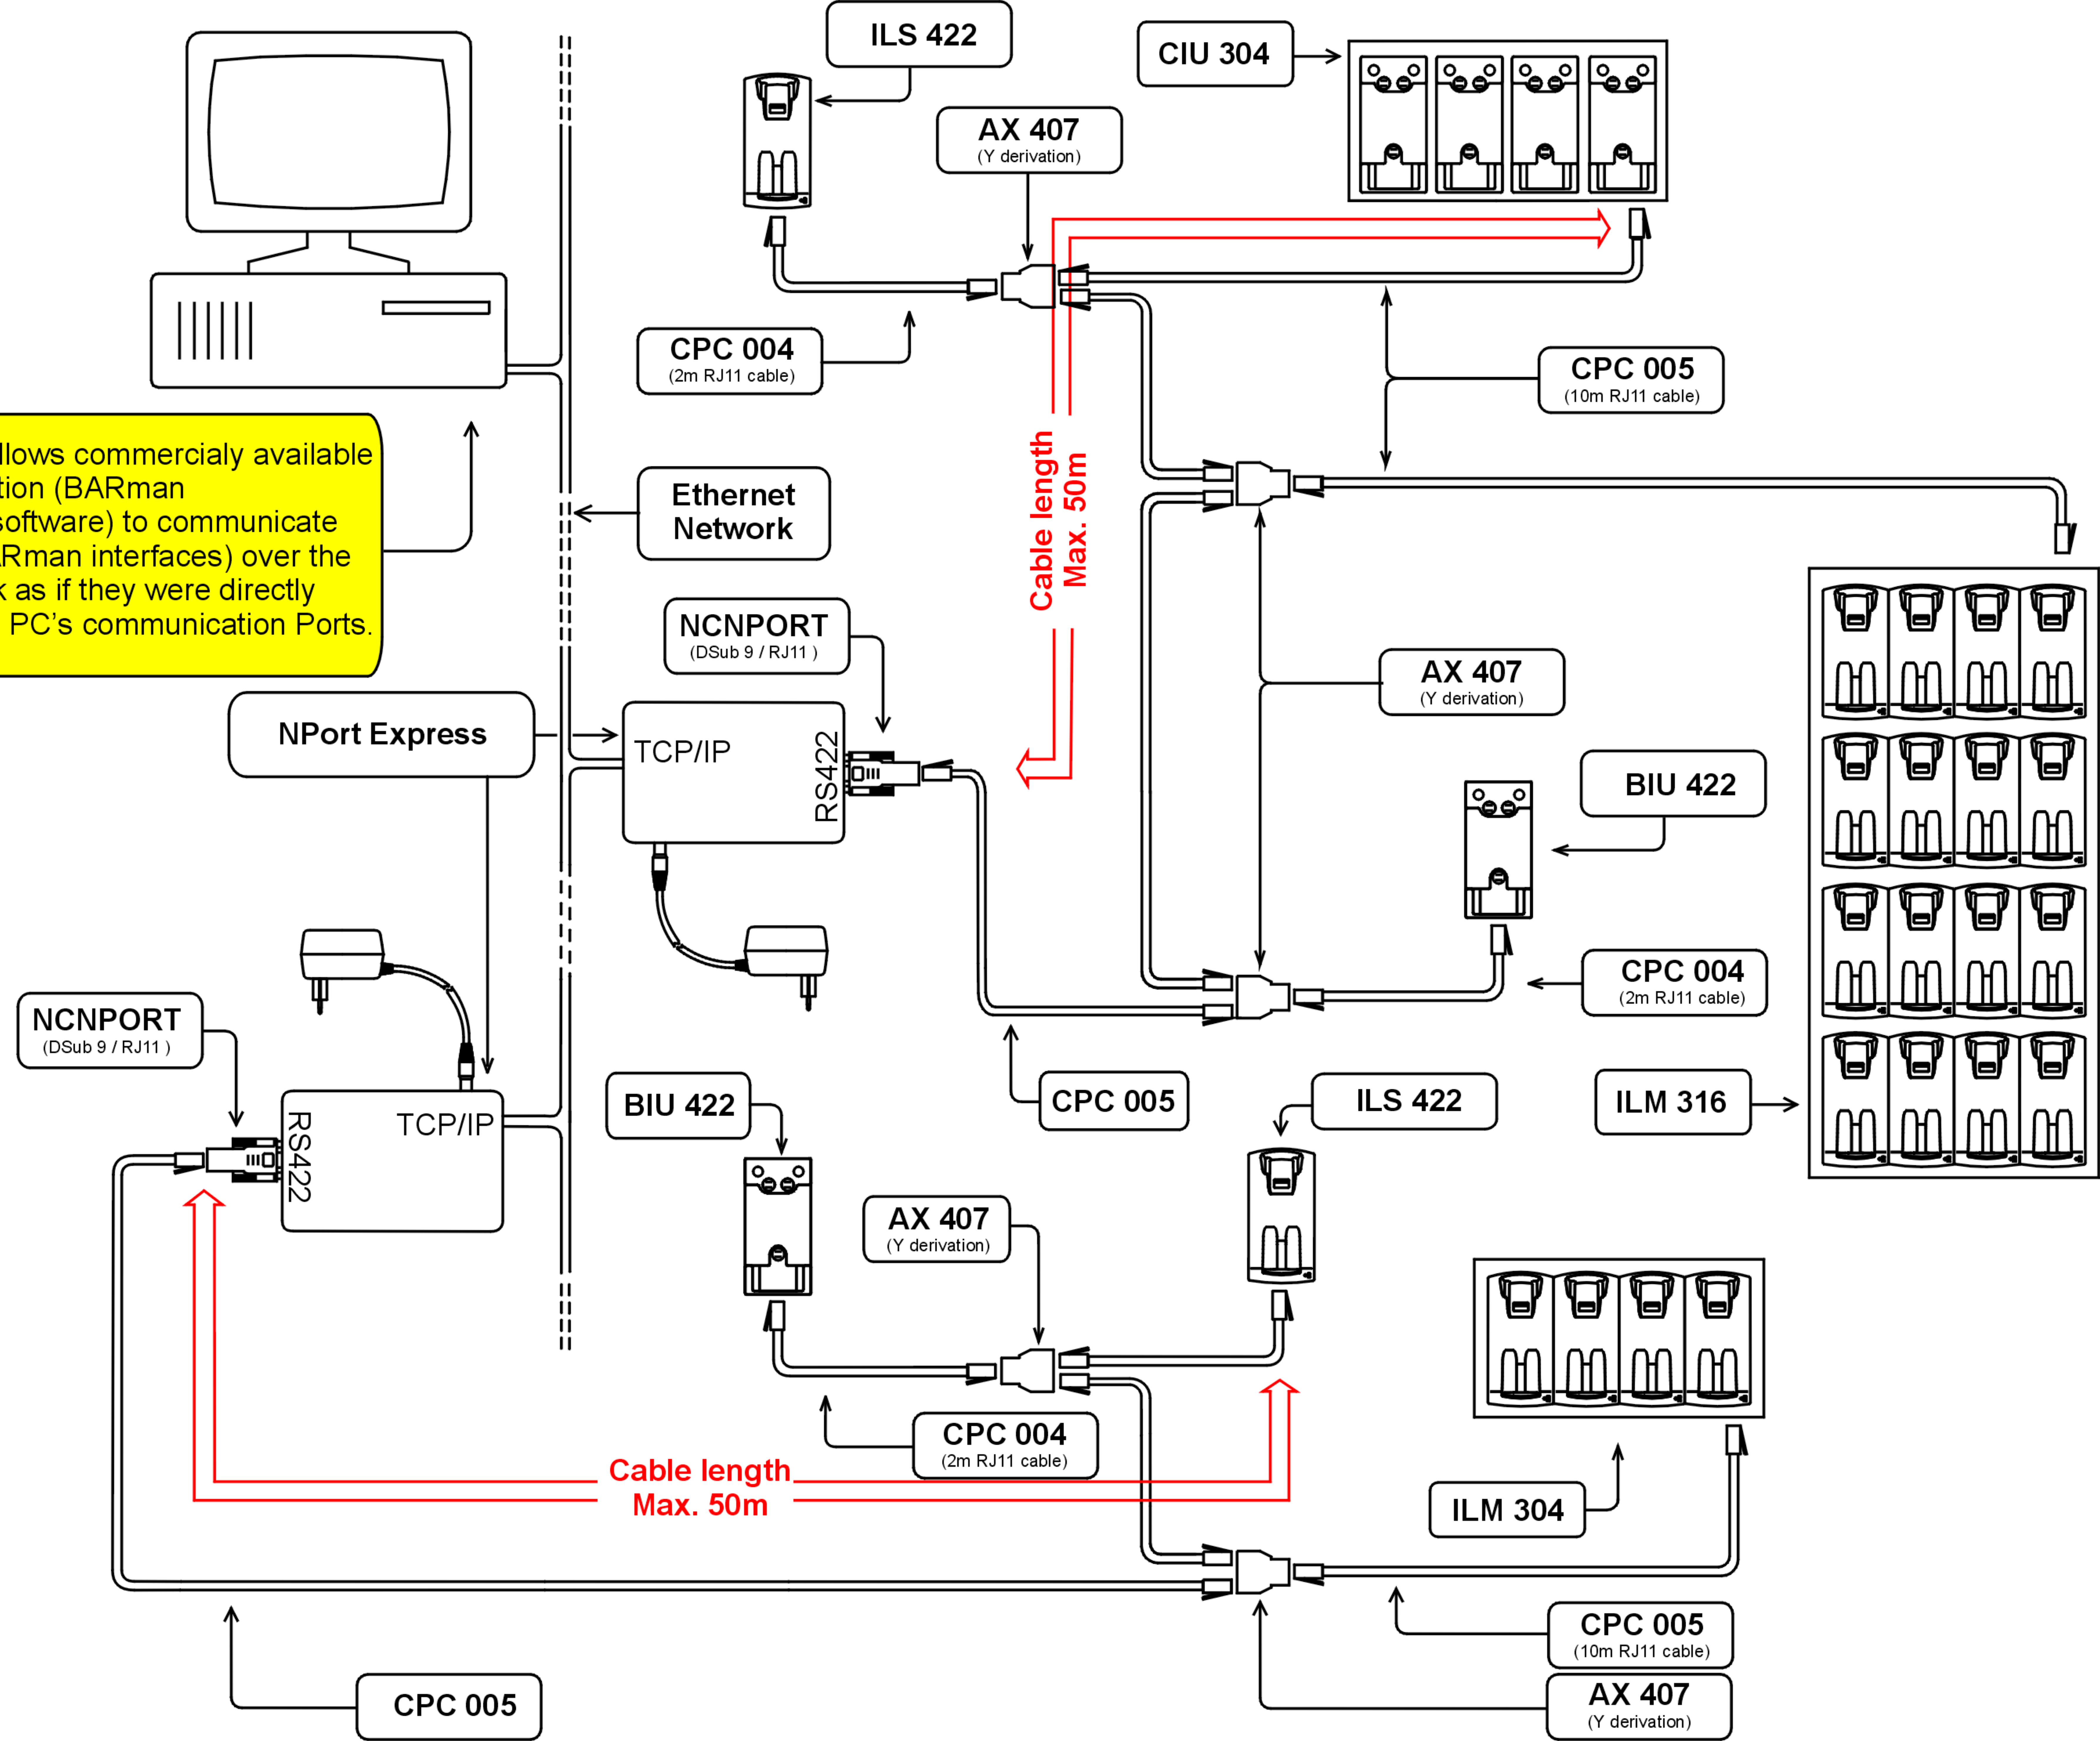 ILS 422
CIU 304
AX 407
(Y derivation)
CPC 004
(2m RJ11 cable)
CPC 005
(10m RJ11 cable)
llows commercialy available
tion (BARman
software) to communicate
ARman interfaces) over the
k as if they were directly
PC's communication Ports.
Ethernet
Network
Cable length
Max. 50m
NCNPORT
(DSub 9 / RJ11 )
AX 407
(Y derivation)
NPort Express
TCP/IP
RS422
BIU 422
CPC 004
(2m RJ11 cable)
NCNPORT
(DSub 9 / RJ11 )
BIU 422
CPC 005
ILS 422
ILM 316
RS422
TCP/IP
AX 407
(Y derivation)
CPC 004
(2m RJ11 cable)
Cable length
Max. 50m
ILM 304
CPC 005
(10m RJ11 cable)
CPC 005
AX 407
(Y derivation)